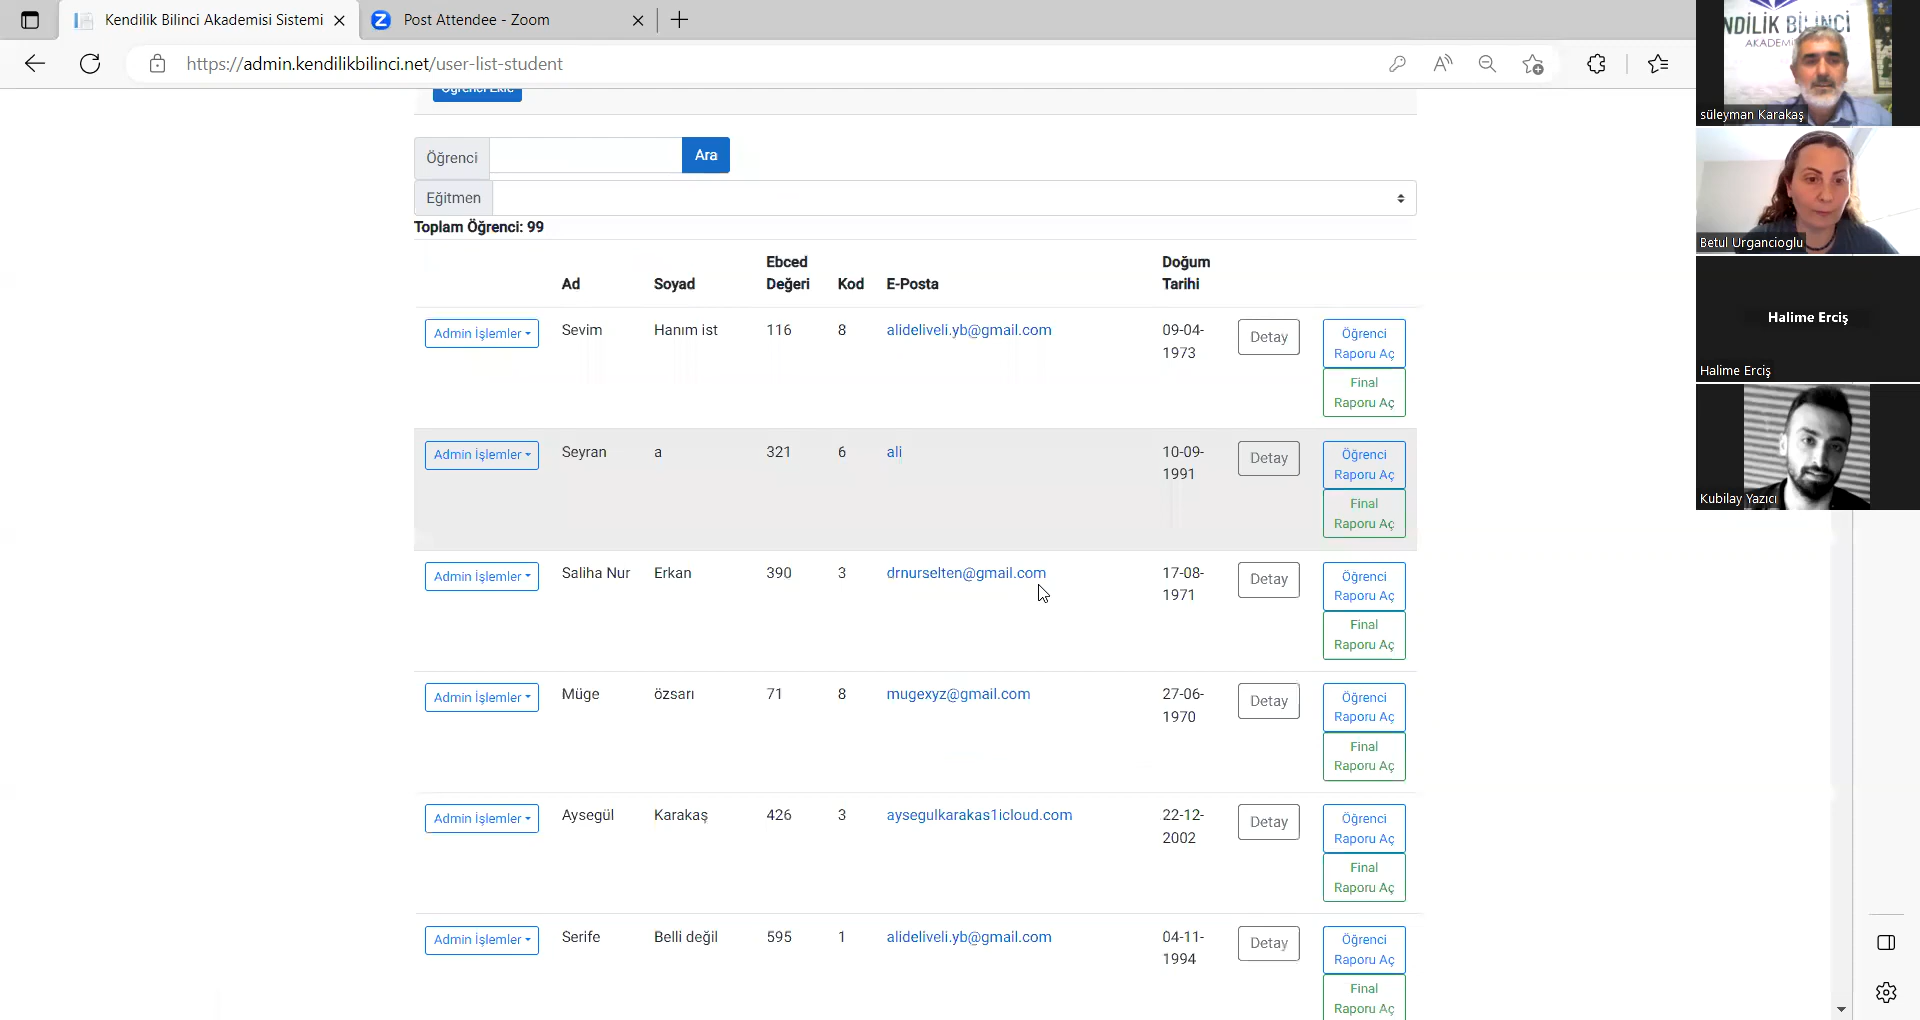 Kendilik Bilinci Akademisi Sistemi
Post Attendee - Zoom
https://admin.kendilikbilinci.net/user-list-student
Öğrenci Ekle
Öğrenci
Ara
Eğitmen
Toplam Öğrenci: 99
Ad Soyad Ebced Değeri Kod E-Posta Doğum Tarihi
Admin İşlemler Sevim Hanım ist 116 8 alideliveli.yb@gmail.com 09-04-1973 Detay Öğrenci Raporu Aç
Final Raporu Aç
Admin İşlemler Seyran a 321 6 ali 10-09-1991 Detay Öğrenci Raporu Aç
Final Raporu Aç
Admin İşlemler Saliha Nur Erkan 390 3 drnurselten@gmail.com 17-08-1971 Detay Öğrenci Raporu Aç
Final Raporu Aç
Admin İşlemler Müge özsarı 71 8 mugexyz@gmail.com 27-06-1970 Detay Öğrenci Raporu Aç
Final Raporu Aç
Admin İşlemler Aysegül Karakaş 426 3 aysegulkarakas1icloud.com 22-12-2002 Detay Öğrenci Raporu Aç
Final Raporu Aç
Admin İşlemler Serife Belli değil 595 1 alideliveli.yb@gmail.com 04-11-1994 Detay Öğrenci Raporu Aç
Final Raporu Aç
NDİLİK BİLİNCİ
AKADEMİ
süleyman Karakaş
Betul Urgancioglu
Halime Erciş
Halime Erciş
Kubilay Yazıcı